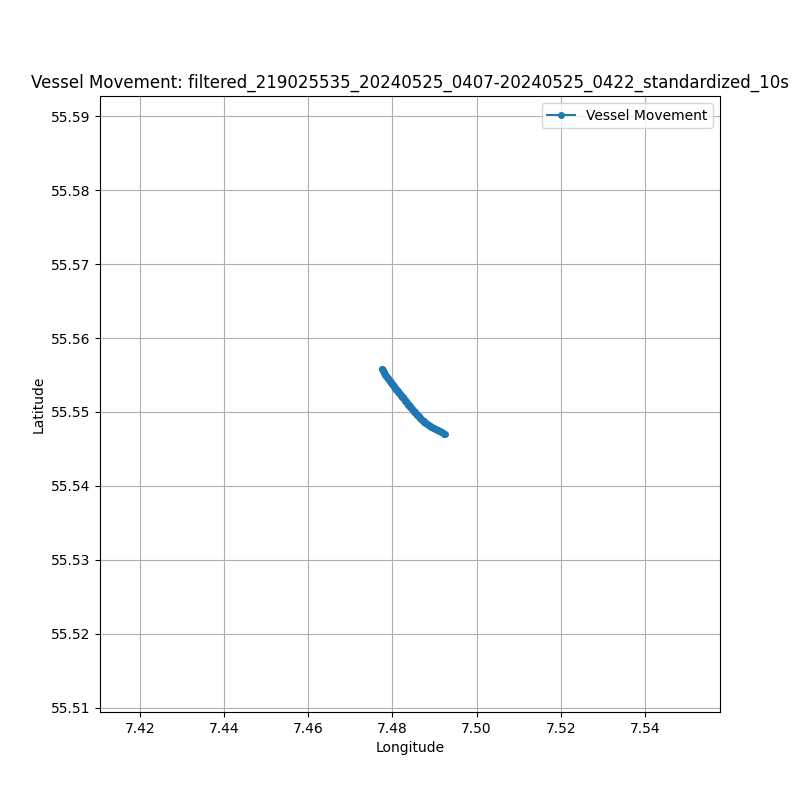 Vessel Movement: filtered_219025535_20240525_0407-20240525_0422_standardized_10s
Vessel Movement
55.59
55.58
55.57
55.56
55.55
55.54
55.53
55.52
55.51
Latitude
7.42 7.44 7.46 7.48 7.50 7.52 7.54
Longitude